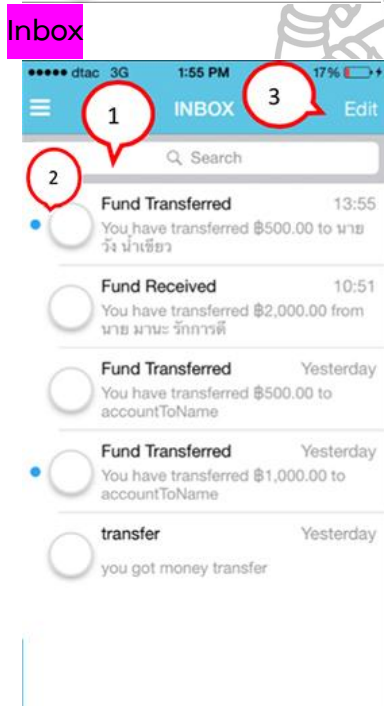 Inbox
dtac 3G 1:55 PM 17%
1
INBOX
3
Edit
Search
2
Fund Transferred 13:55
You have transferred ฿500.00 to นาย
วัง น้ำเขียว
Fund Received 10:51
You have transferred ฿2,000.00 from
นาย มานะ รักการดี
Fund Transferred Yesterday
You have transferred ฿500.00 to
accountToName
Fund Transferred Yesterday
You have transferred ฿1,000.00 to
accountToName
transfer Yesterday
you got money transfer